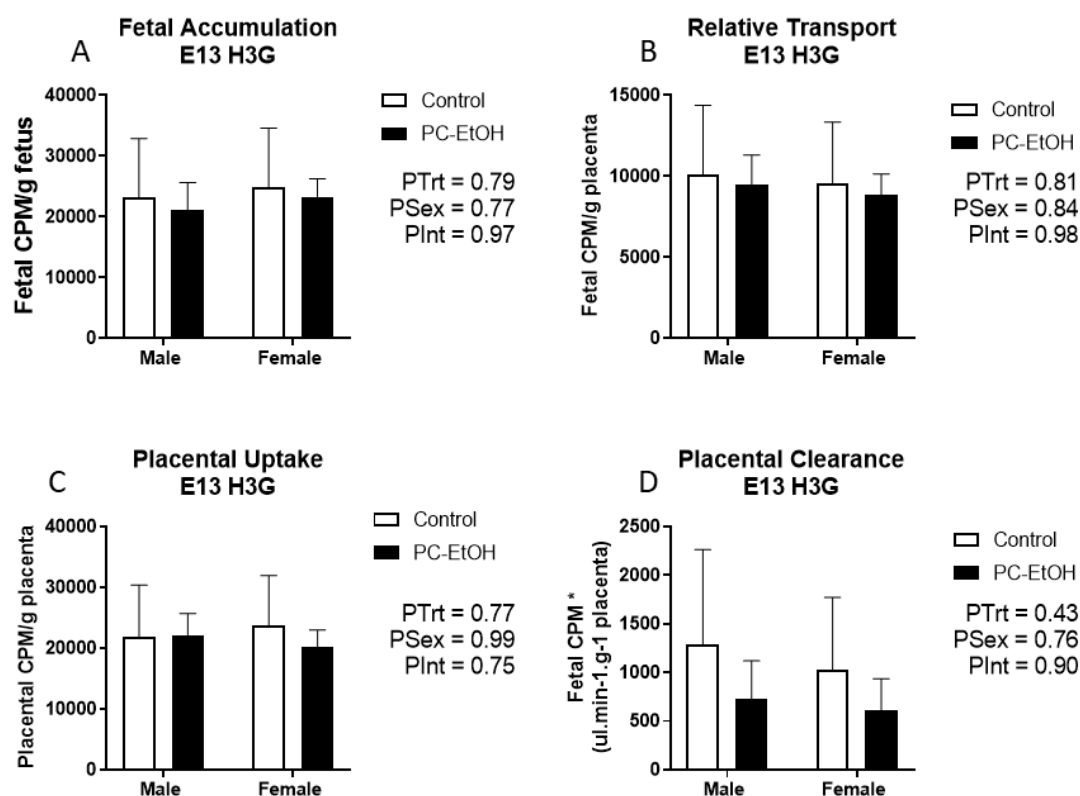 A
Fetal Accumulation
E13 H3G
Fetal CPM/g fetus
40000
30000
20000
10000
0
Male
Female
Control
PC-EtOH
PTrt = 0.79
PSex = 0.77
PInt = 0.97
B
Relative Transport
E13 H3G
Fetal CPM/g placenta
15000
10000
5000
0
Male
Female
Control
PC-EtOH
PTrt = 0.81
PSex = 0.84
PInt = 0.98
C
Placental Uptake
E13 H3G
Placental CPM/g placenta
40000
30000
20000
10000
0
Male
Female
Control
PC-EtOH
PTrt = 0.77
PSex = 0.99
PInt = 0.75
D
Placental Clearance
E13 H3G
Fetal CPM *
(ul.min-1.g-1 placenta)
2500
2000
1500
1000
500
0
Male
Female
Control
PC-EtOH
PTrt = 0.43
PSex = 0.76
PInt = 0.90